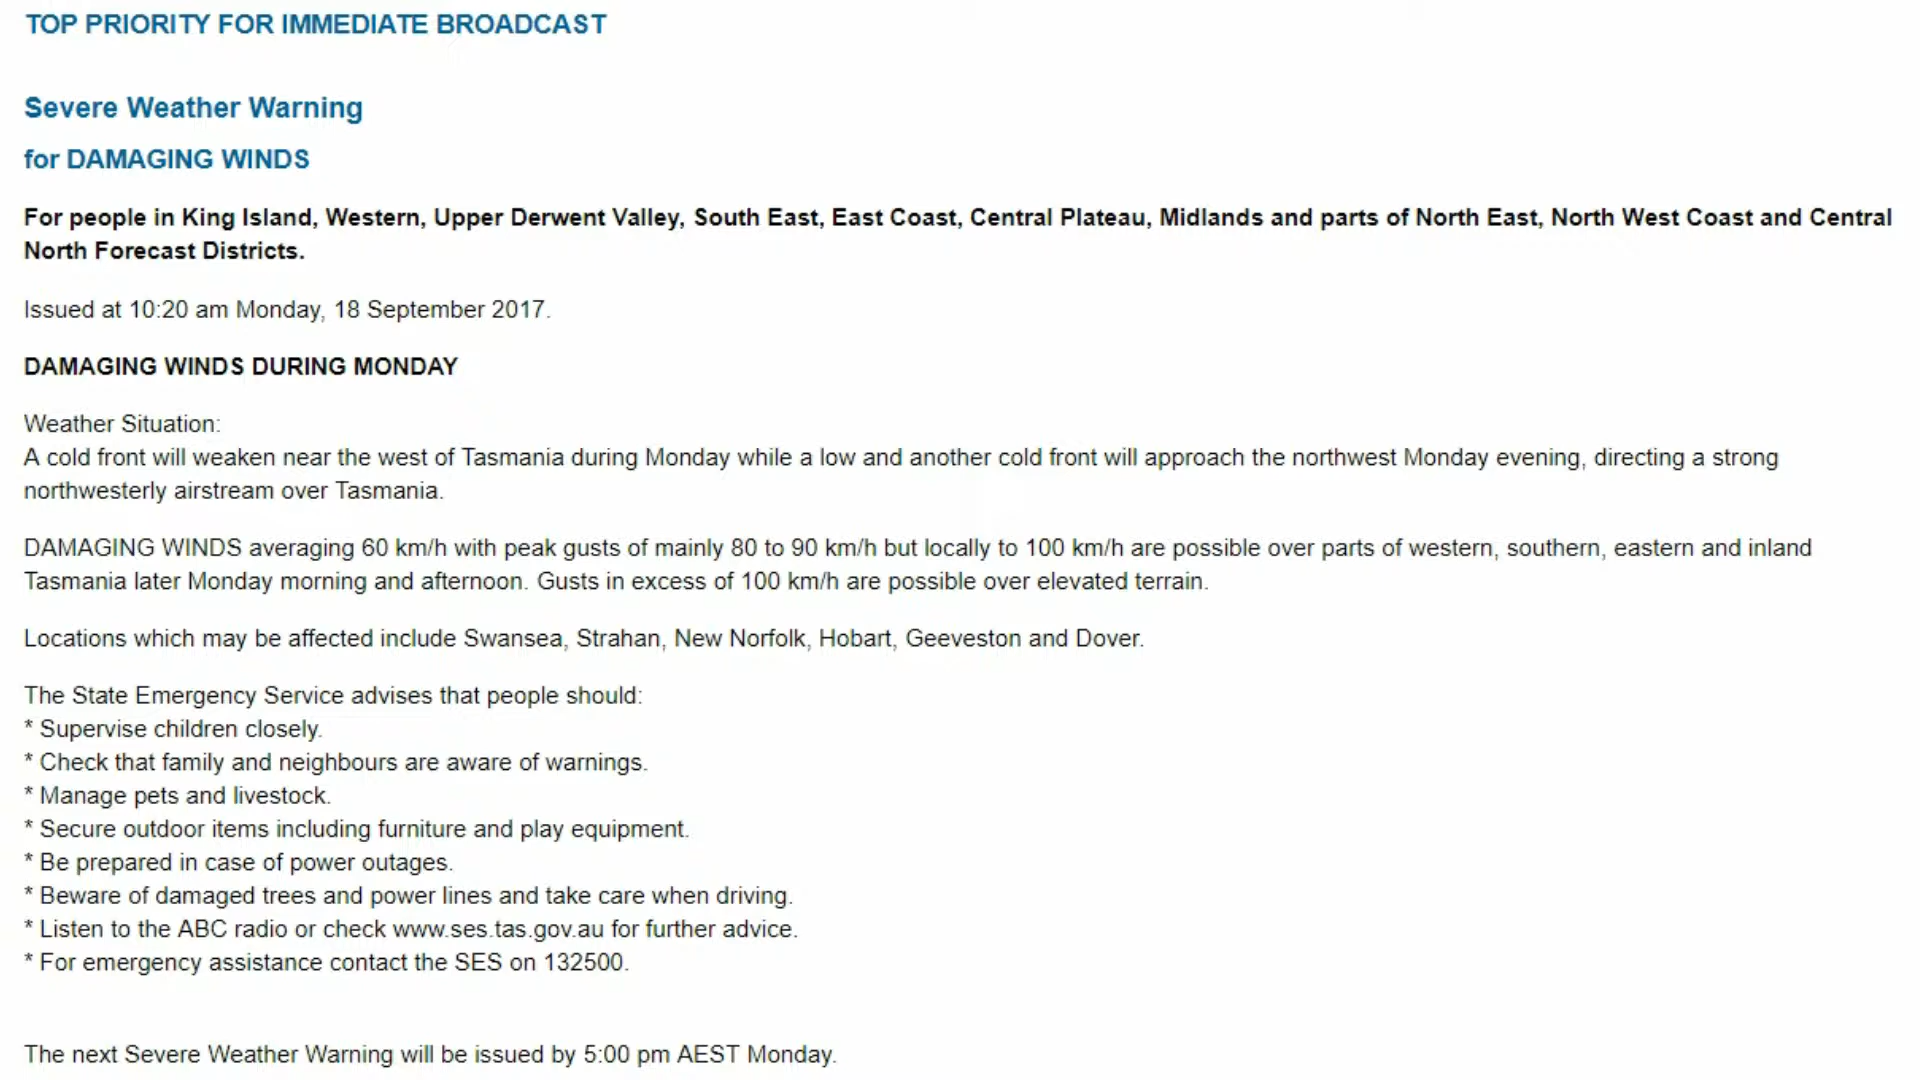 TOP PRIORITY FOR IMMEDIATE BROADCAST
Severe Weather Warning
for DAMAGING WINDS
For people in King Island, Western, Upper Derwent Valley, South East, East Coast, Central Plateau, Midlands and parts of North East, North West Coast and Central
North Forecast Districts.
Issued at 10:20 am Monday, 18 September 2017.
DAMAGING WINDS DURING MONDAY
Weather Situation:
A cold front will weaken near the west of Tasmania during Monday while a low and another cold front will approach the northwest Monday evening, directing a strong
northwesterly airstream over Tasmania.
DAMAGING WINDS averaging 60 km/h with peak gusts of mainly 80 to 90 km/h but locally to 100 km/h are possible over parts of western, southern, eastern and inland
Tasmania later Monday morning and afternoon. Gusts in excess of 100 km/h are possible over elevated terrain.
Locations which may be affected include Swansea, Strahan, New Norfolk, Hobart, Geeveston and Dover.
The State Emergency Service advises that people should:
* Supervise children closely.
* Check that family and neighbours are aware of warnings.
* Manage pets and livestock.
* Secure outdoor items including furniture and play equipment.
* Be prepared in case of power outages.
* Beware of damaged trees and power lines and take care when driving.
* Listen to the ABC radio or check www.ses.tas.gov.au for further advice.
* For emergency assistance contact the SES on 132500.
The next Severe Weather Warning will be issued by 5:00 pm AEST Monday.